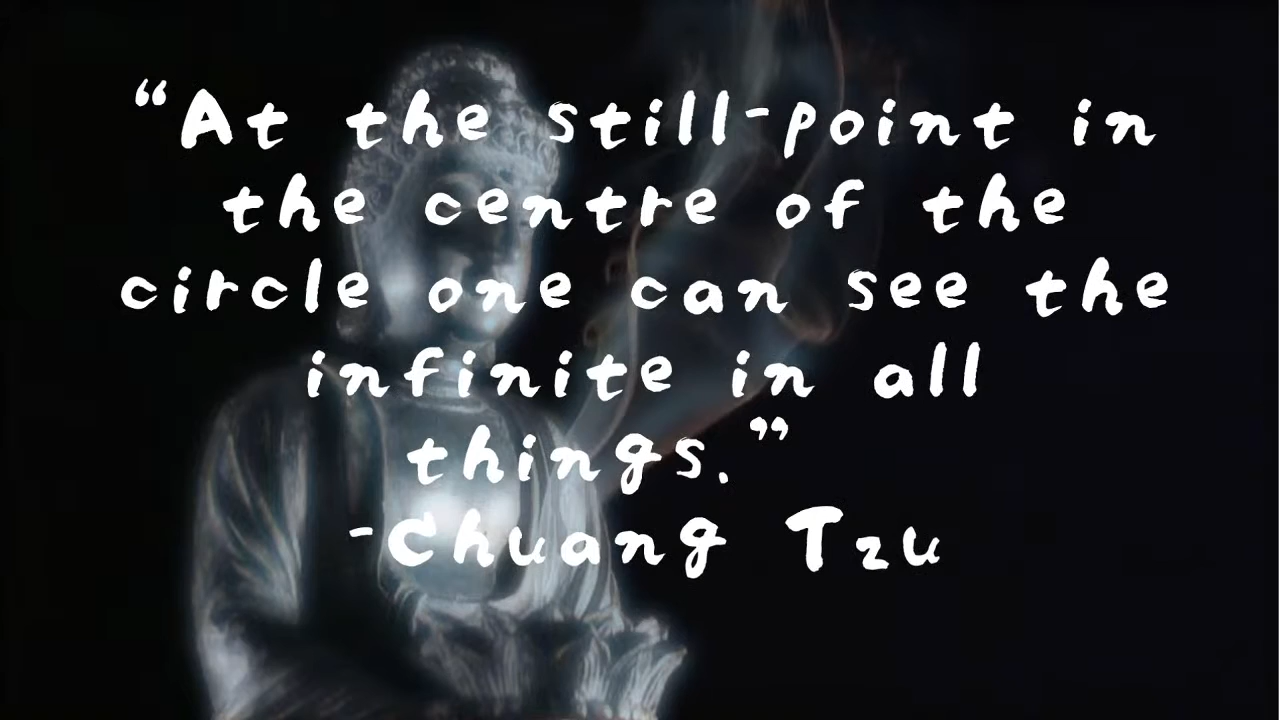 “At the still-point in
the centre of the
circle one can see the
infinite in all
things.”
-Chuang Tzu